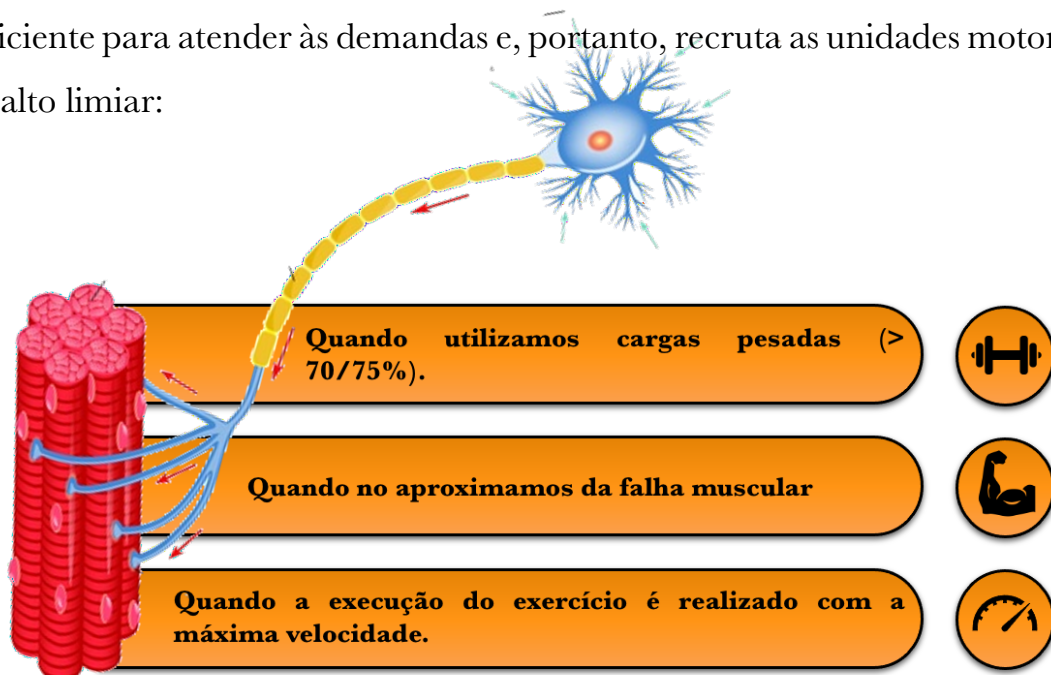 iciente para atender às demandas e, portanto, recruta as unidades motor
alto limiar:
Quando utilizamos cargas pesadas (>
70/75%).
Quando no aproximamos da falha muscular
Quando a execução do exercício é realizado com a
máxima velocidade.